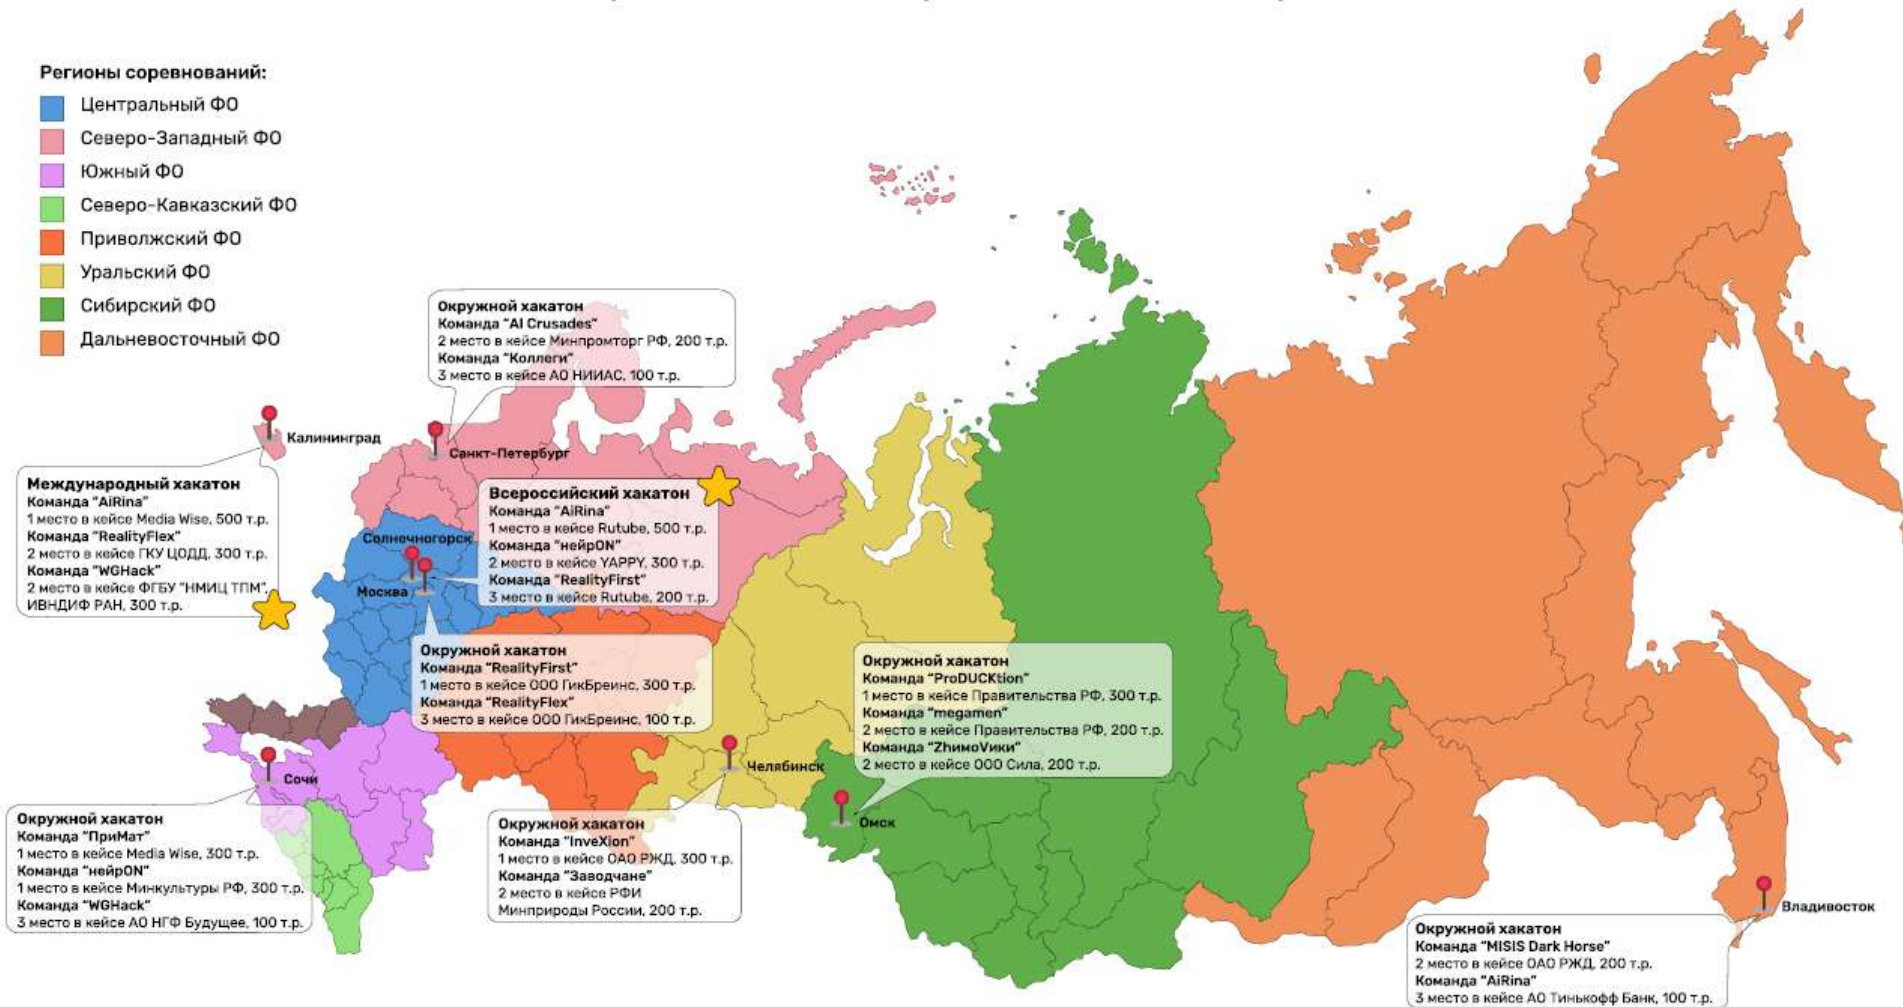 Регионы соревнований:
Центральный ФО
Северо-Западный ФО
Южный ФО
Северо-Кавказский ФО
Приволжский ФО
Уральский ФО
Сибирский ФО
Дальневосточный ФО
Окружной хакатон
Команда "AI Crusades"
2 место в кейсе Минпромторг РФ, 200 т.р.
Команда "Коллеги"
3 место в кейсе АО НИИАС, 100 т.р.
Калининград
Санкт-Петербург
Международный хакатон
Команда "AiRina"
1 место в кейсе Media Wise, 500 т.р.
Команда "RealityFlex"
2 место в кейсе ГКУ ЦОДД, 300 т.р.
Команда "WGHack"
2 место в кейсе ФГБУ "НМИЦ ТПМ",
ИВНДИФ РАН, 300 т.р.
Всероссийский хакатон
Команда "AiRina"
1 место в кейсе Rutube, 500 т.р.
Команда "нейрON"
2 место в кейсе YAPPY, 300 т.р.
Команда "RealityFirst"
3 место в кейсе Rutube, 200 т.р.
Солнечногорск
Москва
Окружной хакатон
Команда "RealityFirst"
1 место в кейсе ООО ГикБреинс, 300 т.р.
Команда "RealityFlex"
3 место в кейсе ООО ГикБреинс, 100 т.р.
Окружной хакатон
Команда "ProDUCKtion"
1 место в кейсе Правительства РФ, 300 т.р.
Команда "megamen"
2 место в кейсе Правительства РФ, 200 т.р.
Команда "ZhимоVики"
2 место в кейсе ООО Сила, 200 т.р.
Челябинск
Сочи
Омск
Окружной хакатон
Команда "ПриМат"
1 место в кейсе Media Wise, 300 т.р.
Команда "нейрON"
1 место в кейсе Минкультуры РФ, 300 т.р.
Команда "WGHack"
3 место в кейсе АО НГФ Будущее, 100 т.р.
Окружной хакатон
Команда "InveXion"
1 место в кейсе ОАО РЖД, 300 т.р.
Команда "Заводчане"
2 место в кейсе РФИ
Минприроды России, 200 т.р.
Владивосток
Окружной хакатон
Команда "MISIS Dark Horse"
2 место в кейсе ОАО РЖД, 200 т.р.
Команда "AiRina"
3 место в кейсе АО Тинькофф Банк, 100 т.р.